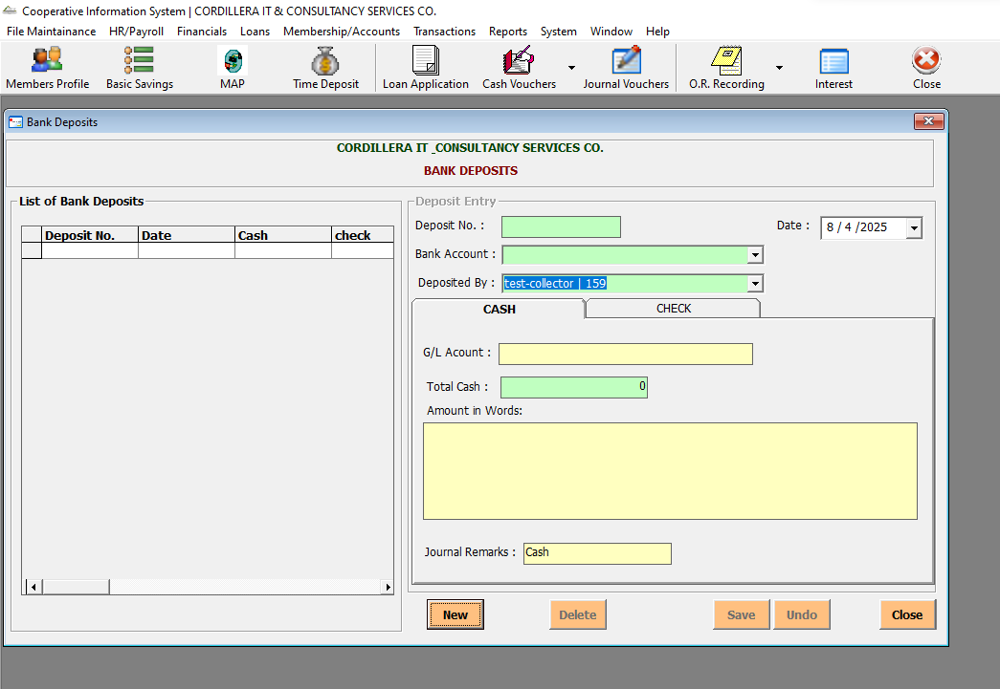 Cooperative Information System | CORDILLERA IT & CONSULTANCY SERVICES CO.
File Maintainance HR/Payroll Financials Loans Membership/Accounts Transactions Reports System Window Help
Members Profile Basic Savings MAP Time Deposit Loan Application Cash Vouchers Journal Vouchers O.R. Recording Interest Close
Bank Deposits
CORDILLERA IT _CONSULTANCY SERVICES CO.
BANK DEPOSITS
List of Bank Deposits
Deposit No. Date Cash check
Deposit Entry
Deposit No. : Date : 8 / 4 /2025
Bank Account :
Deposited By : test-collector | 159
CASH CHECK
G/L Acount :
Total Cash : 0
Amount in Words:
Journal Remarks : Cash
New Delete Save Undo Close